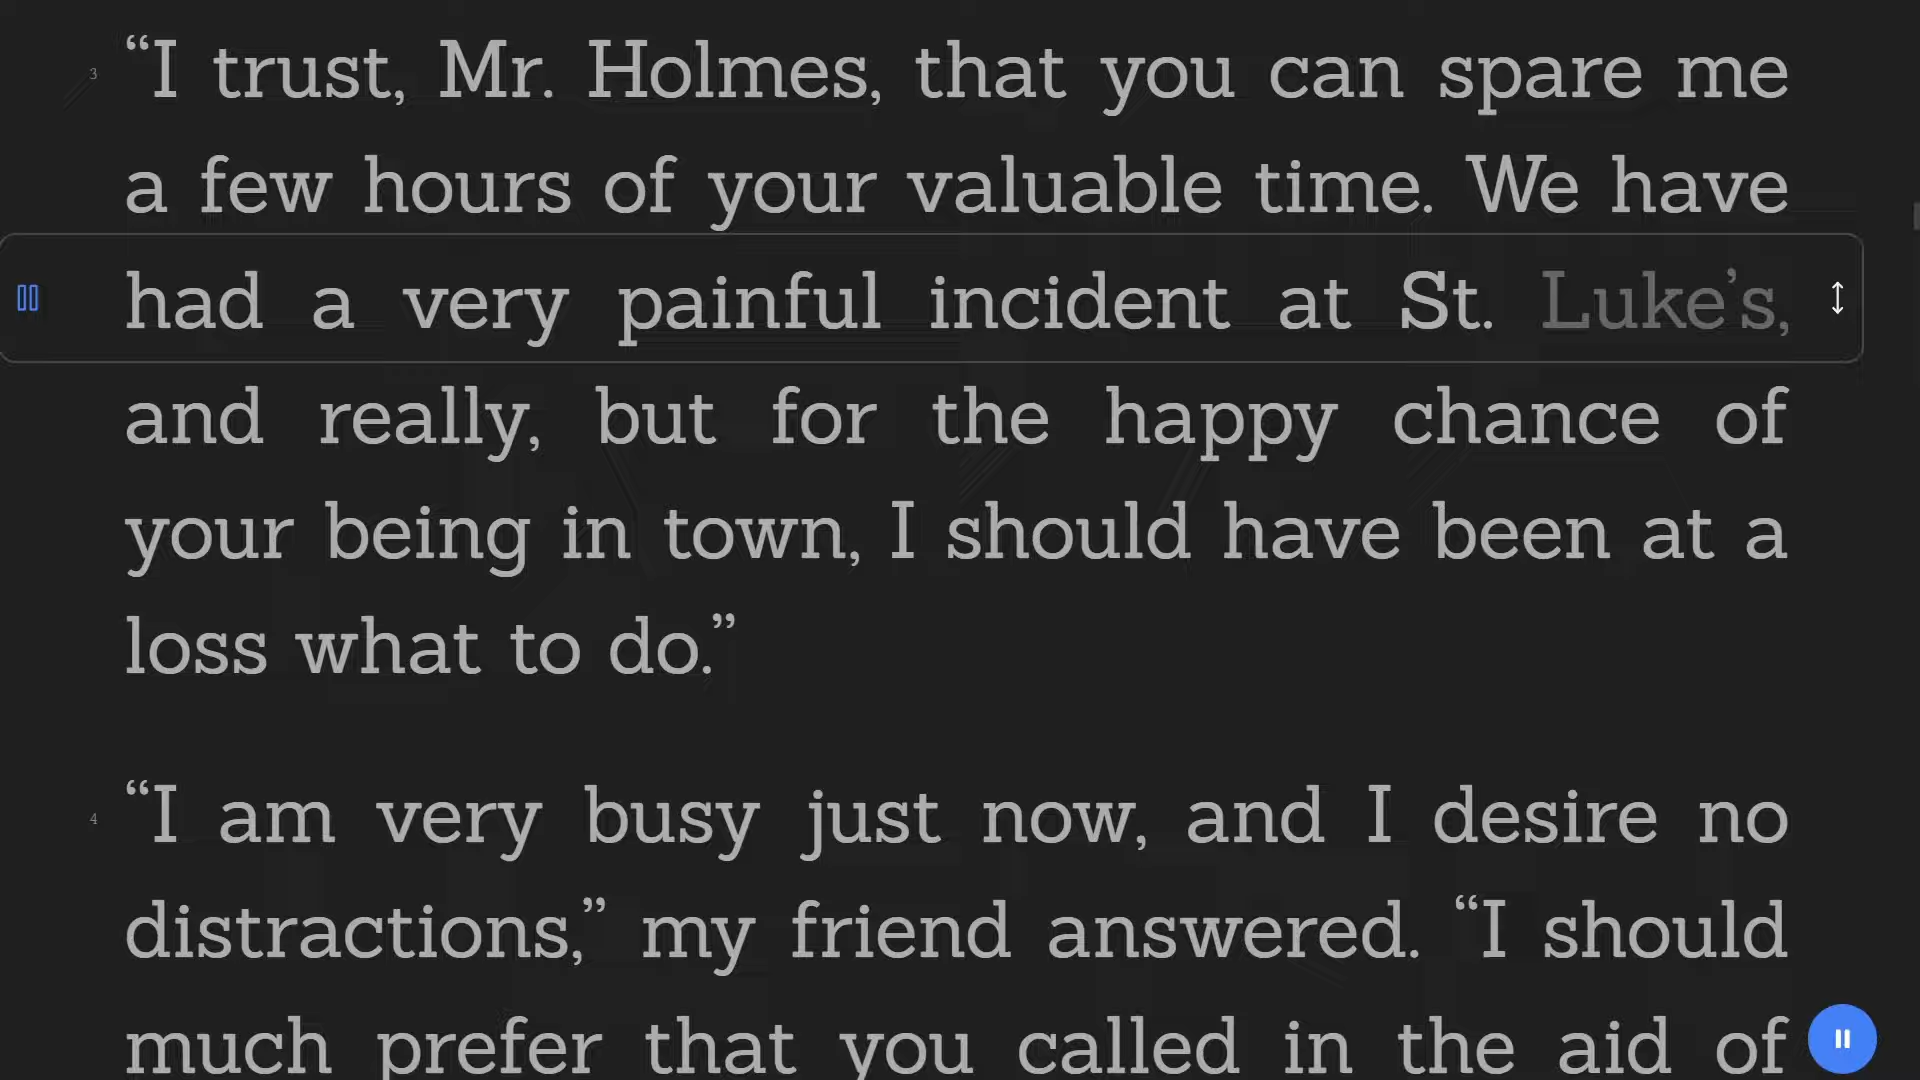 3
“I trust, Mr. Holmes, that you can spare me
a few hours of your valuable time. We have
had a very painful incident at St. Luke’s,
and really, but for the happy chance of
your being in town, I should have been at a
loss what to do.”
4
“I am very busy just now, and I desire no
distractions,” my friend answered. “I should
much prefer that you called in the aid of